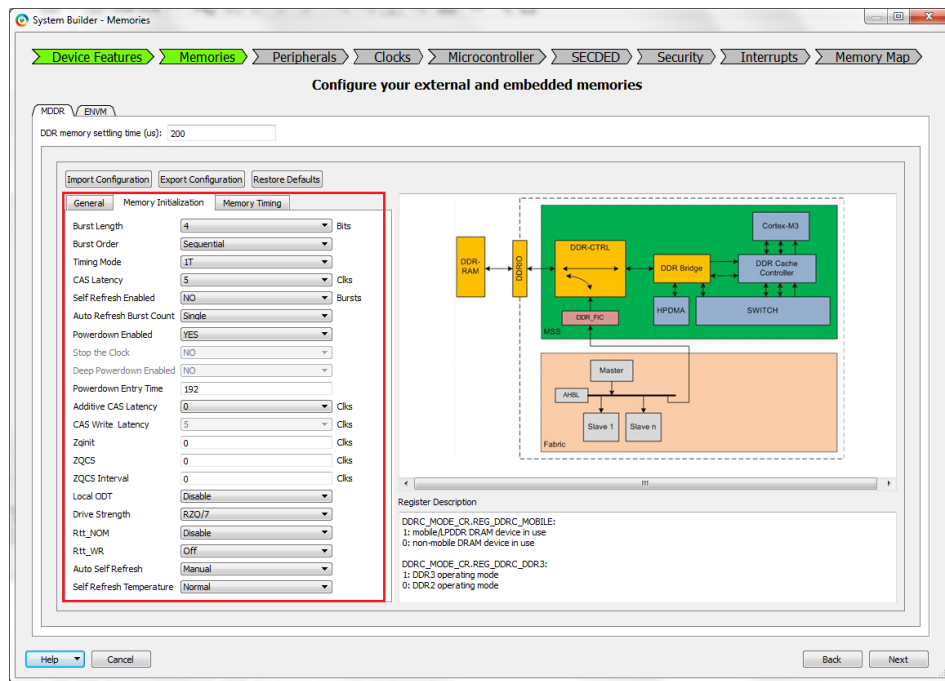 System Builder - Memories
Device Features Memories Peripherals Clocks Microcontroller SECDED Security Interrupts Memory Map
Configure your external and embedded memories
MDDR ENVM
DDR memory settling time (us): 200
Import Configuration Export Configuration Restore Defaults
General Memory Initialization Memory Timing
Burst Length 4 Bits
Burst Order Sequential
Timing Mode 1T
CAS Latency 5 Clks
Self Refresh Enabled NO Bursts
Auto Refresh Burst Count Single
Powerdown Enabled YES
Stop the Clock NO
Deep Powerdown Enabled NO
Powerdown Entry Time 192
Additive CAS Latency 0 Clks
CAS Write Latency 5 Clks
Zqinit 0 Clks
ZQCS 0 Clks
ZQCS Interval 0 Clks
Local ODT Disable
Drive Strength RZQ/7
Rtt_NOM Disable
Rtt_WR Off
Auto Self Refresh Manual
Self Refresh Temperature Normal
DDR-
RAM
DDRIO
DDR-CTRL
DDR_FIC
MSS
DDR Bridge
HPDMA
Cortex-M3
DDR Cache
Controller
SWITCH
Master
AHBL
Slave 1 Slave n
Fabric
Register Description
DDRC_MODE_CR.REG_DDRC_MOBILE:
1: mobile/LPDDR DRAM device in use
0: non-mobile DRAM device in use
DDRC_MODE_CR.REG_DDRC_DDR3:
1: DDR3 operating mode
0: DDR2 operating mode
Help Cancel Back Next